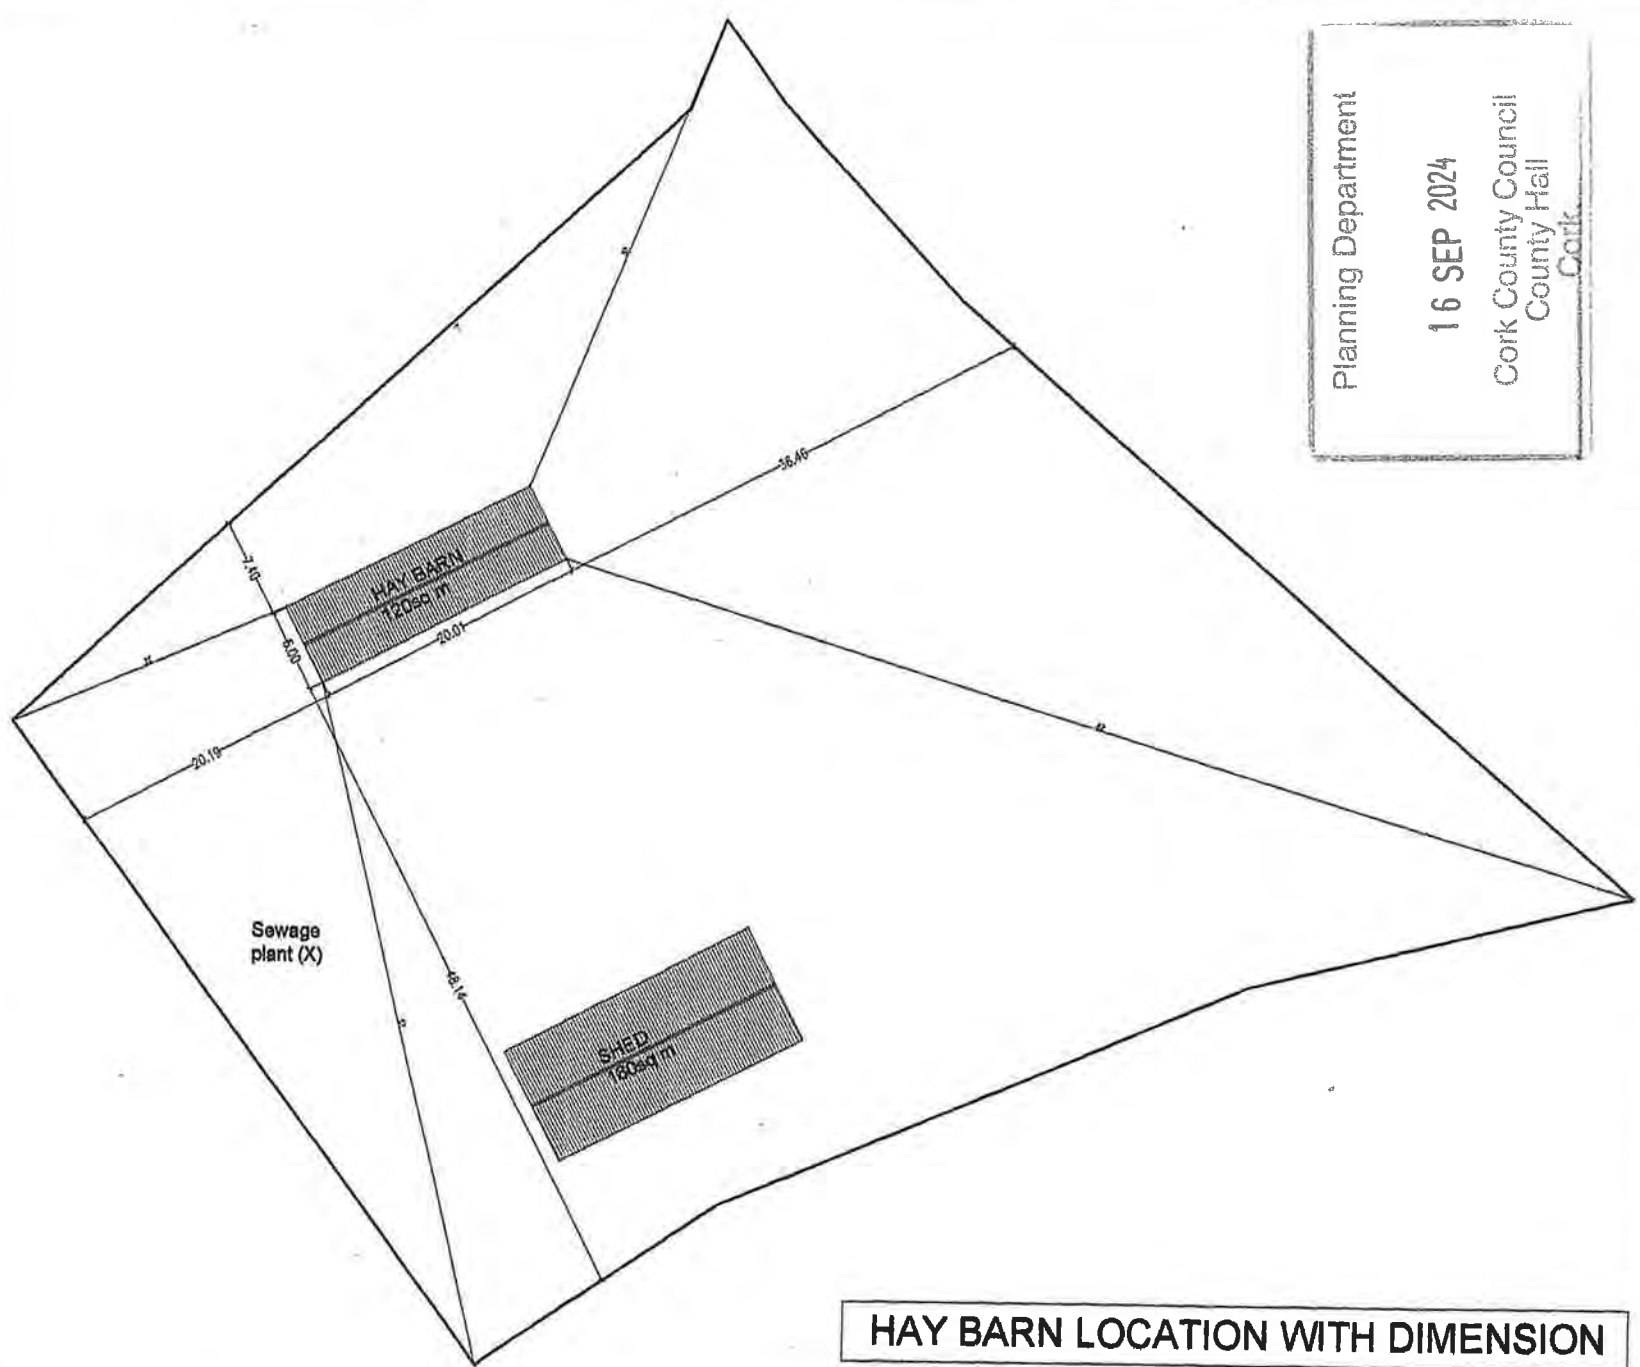 Planning Department
16 SEP 2024
Cork County Council
County Hall
Cork.
36.46
7.40
HAY BARN
120sq m
6.00
20.01
20.19
Sewage
plant (X)
48.14
SHED
160sq m
HAY BARN LOCATION WITH DIMENSION